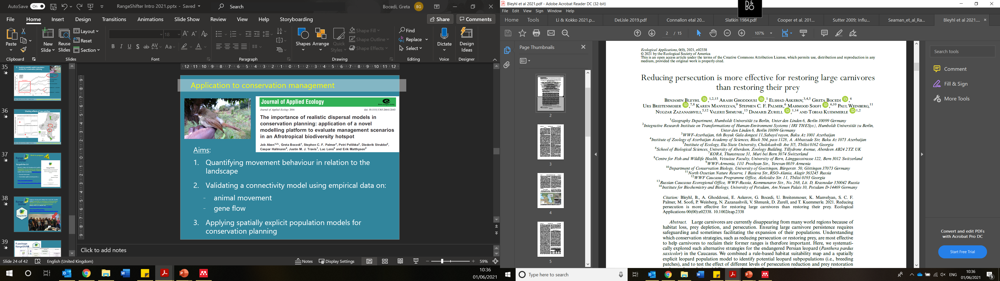 AutoSave On RangeShifter Intro 2021.pptx - Saved Search Bocedi, Greta BG
File Home Insert Design Transitions Animations Slide Show Review View Help Storyboarding Share Comments
Paste
Clipboard
New Slide
Reuse Slides
Layout
Reset
Section
Slides
18
B I U S ab AV Aa A
Font
Paragraph
Shapes
Arrange
Quick Styles
Shape Fill
Shape Outline
Shape Effects
Drawing
Find
Replace
Select
Editing
Dictate
Voice
Design Ideas
Designer
35
36
Shading effects of new patches
37
Work in progress
38
39
R package:
RangeShiftR
Application to conservation management
Journal of Applied Ecology
Journal of Applied Ecology 2016 doi: 10.1111/1365-2664.12643
The importance of realistic dispersal models in
conservation planning: application of a novel
modelling platform to evaluate management scenarios
in an Afrotropical biodiversity hotspot
Job Aben1,2*, Greta Bocedi1, Stephen C. F. Palmer1, Petri Pellikka3, Diederik Strubbe2,
Caspar Hallmann4, Justin M. J. Travis1, Luc Lens5 and Erik Matthysen2
Aims:
1. Quantifying movement behaviour in relation to the
landscape
2. Validating a connectivity model using empirical data on:
- animal movement
- gene flow
3. Applying spatially explicit population models for
conservation planning
Click to add notes
Slide 24 of 42 English (United Kingdom) Notes Display Settings 59%
10:36
01/06/2021
Bleyhl et al 2021.pdf - Adobe Acrobat Reader DC (32-bit)
File Edit View Sign Window Help
B&O
Home Tools Li & Kokko 2021.p... DeLisle 2019.pdf Connallon etal 20... Slatkin 1984.pdf Cooper et al. 201... Sutter 2009; Influ... Seaman_et_al_Ra... Bleyhl et al 2021....
2 / 15 107%
Page Thumbnails
2
3
4
5
Ecological Applications, 0(0), 2021, e02338
© 2021 by the Ecological Society of America
This is an open access article under the terms of the Creative Commons Attribution License, which permits use, distribution and reproduction in any
medium, provided the original work is properly cited.
Reducing persecution is more effective for restoring large carnivores
than restoring their prey
BENJAMIN BLEYHL,1,2,15 ARASH GHODDOUSI,1 ELSHAD ASKEROV,3,4,5 GRETA BOCEDI,6
URS BREITENMOSER,7,8 KAREN MANVELYAN,9 STEPHEN C. F. PALMER,6 MAHMOOD SOOFI,6,10 PAUL WEINBERG,11
NUGZAR ZAZANASHVILI,5,12 VALERII SHMUNK,13 DAMARIS ZURELL,1,14 AND TOBIAS KUEMMERLE1,2
1Geography Department, Humboldt Universität zu Berlin, Unter den Linden 6, Berlin 10099 Germany
2Integrative Research Institute on Transformations of Human-Environment Systems (IRI THESys), Humboldt Universität zu Berlin,
Unter den Linden 6, Berlin 10099 Germany
3WWF-Azerbaijan, 6th Boyuk Gala dongesi 11, Sabayıl rayon, Baku Az 1001 Azerbaijan
4Institute of Zoology of Azerbaijan Academy of Sciences, Block 504, pass 1128, A. Abbaszade Str, Baku Az 1073 Azerbaijan
5Institute of Ecology, Ilia State University, Cholokashvili Ave 3/5, Tbilisi 0162 Georgia
6School of Biological Sciences, University of Aberdeen, Zoology Building, Tillydrone Avenue, Aberdeen AB24 2TZ UK
7KORA, Thunstrasse 31, Muri bei Bern 3074 Switzerland
8Centre for Fish and Wildlife Health, Vetsuisse Faculty, University of Bern, Länggassstrasse 122, Bern 3012 Switzerland
9WWF-Armenia, 11/1 Proshyan Str., Yerevan 0019 Armenia
10Department of Conservation Biology, University of Goettingen, Bürgerstr. 50, Göttingen 37073 Germany
11North Ossetian Nature Reserve, 1 Basieva Str., RSO-Alania, Alagir 363245 Russia
12WWF Caucasus Programme Office, Aleksidze Str. 11, Tbilisi 0193 Georgia
13Russian Caucasus Ecoregional Office, WWF-Russia, Kommunarov Str., No. 268, Lit. D, Krasnodar 350042 Russia
14Institute for Biochemistry and Biology, University of Potsdam, Am Neuen Palais 10, Potsdam D-14469 Germany
Citation: Bleyhl, B., A. Ghoddousi, E. Askerov, G. Bocedi, U. Breitenmoser, K. Manvelyan, S. C. F.
Palmer, M. Soofi, P. Weinberg, N. Zazanashvili, V. Shmunk, D. Zurell, and T. Kuemmerle. 2021. Reducing
persecution is more effective for restoring large carnivores than restoring their prey. Ecological
Applications 00(00):e02338. 10.1002/eap.2338
Abstract. Large carnivores are currently disappearing from many world regions because of
habitat loss, prey depletion, and persecution. Ensuring large carnivore persistence requires
safeguarding and sometimes facilitating the expansion of their populations. Understanding
which conservation strategies, such as reducing persecution or restoring prey, are most effective
to help carnivores to reclaim their former ranges is therefore important. Here, we systemati-
cally explored such alternative strategies for the endangered Persian leopard (Panthera pardus
saxicolor) in the Caucasus. We combined a rule-based habitat suitability map and a spatially
explicit leopard population model to identify potential leopard subpopulations (i.e., breeding
patches), and to test the effect of different levels of persecution reduction and prey restoration
Search tools
Comment
Fill & Sign
More Tools
Convert and edit PDFs
with Acrobat Pro DC
Start Free Trial
Type here to search
ENG
10:36
01/06/2021
9